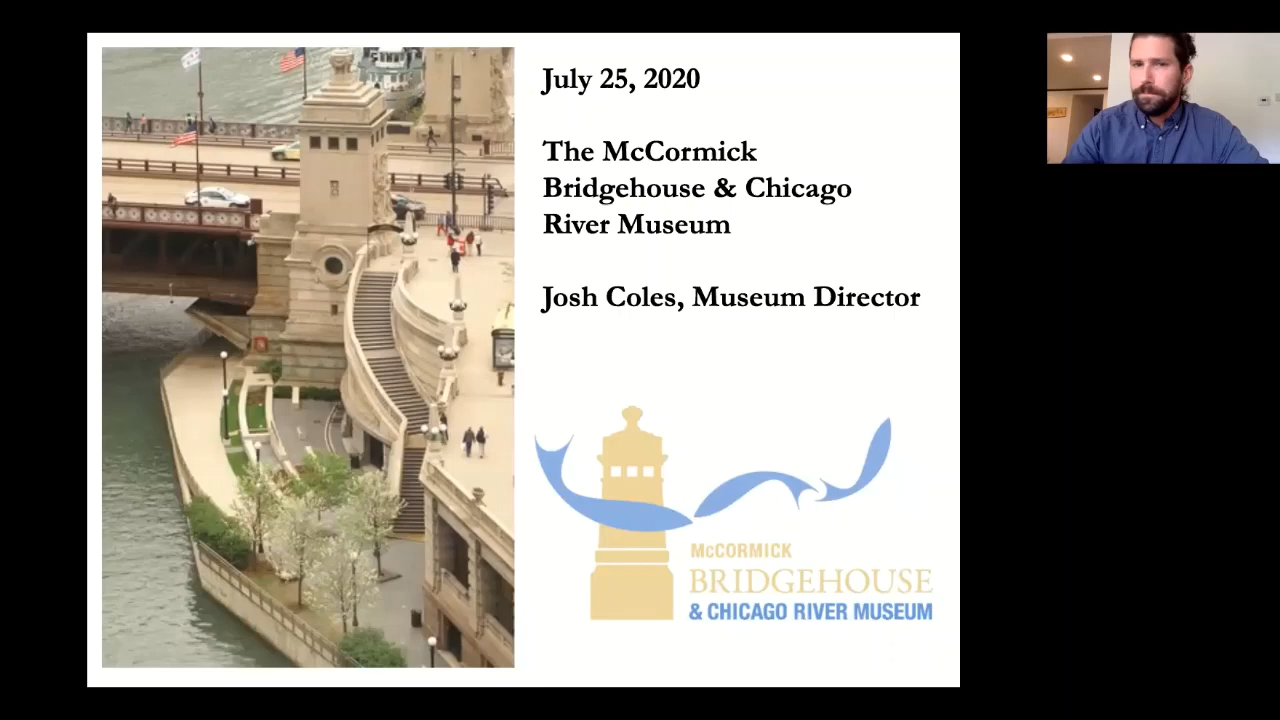 July 25, 2020
The McCormick
Bridgehouse & Chicago
River Museum
Josh Coles, Museum Director
McCORMICK
BRIDGEHOUSE
& CHICAGO RIVER MUSEUM